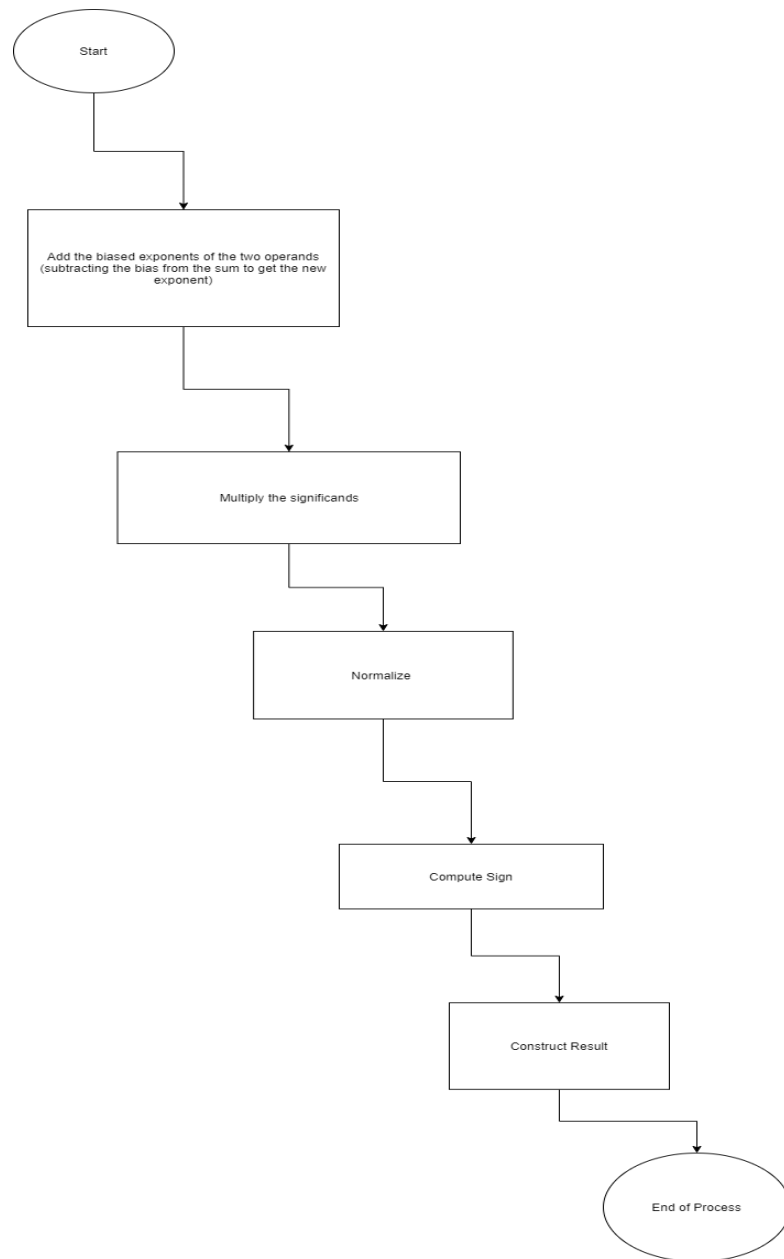 Start
Add the biased exponents of the two operands
(subtracting the bias from the sum to get the new
exponent)
Multiply the significands
Normalize
Compute Sign
Construct Result
End of Process